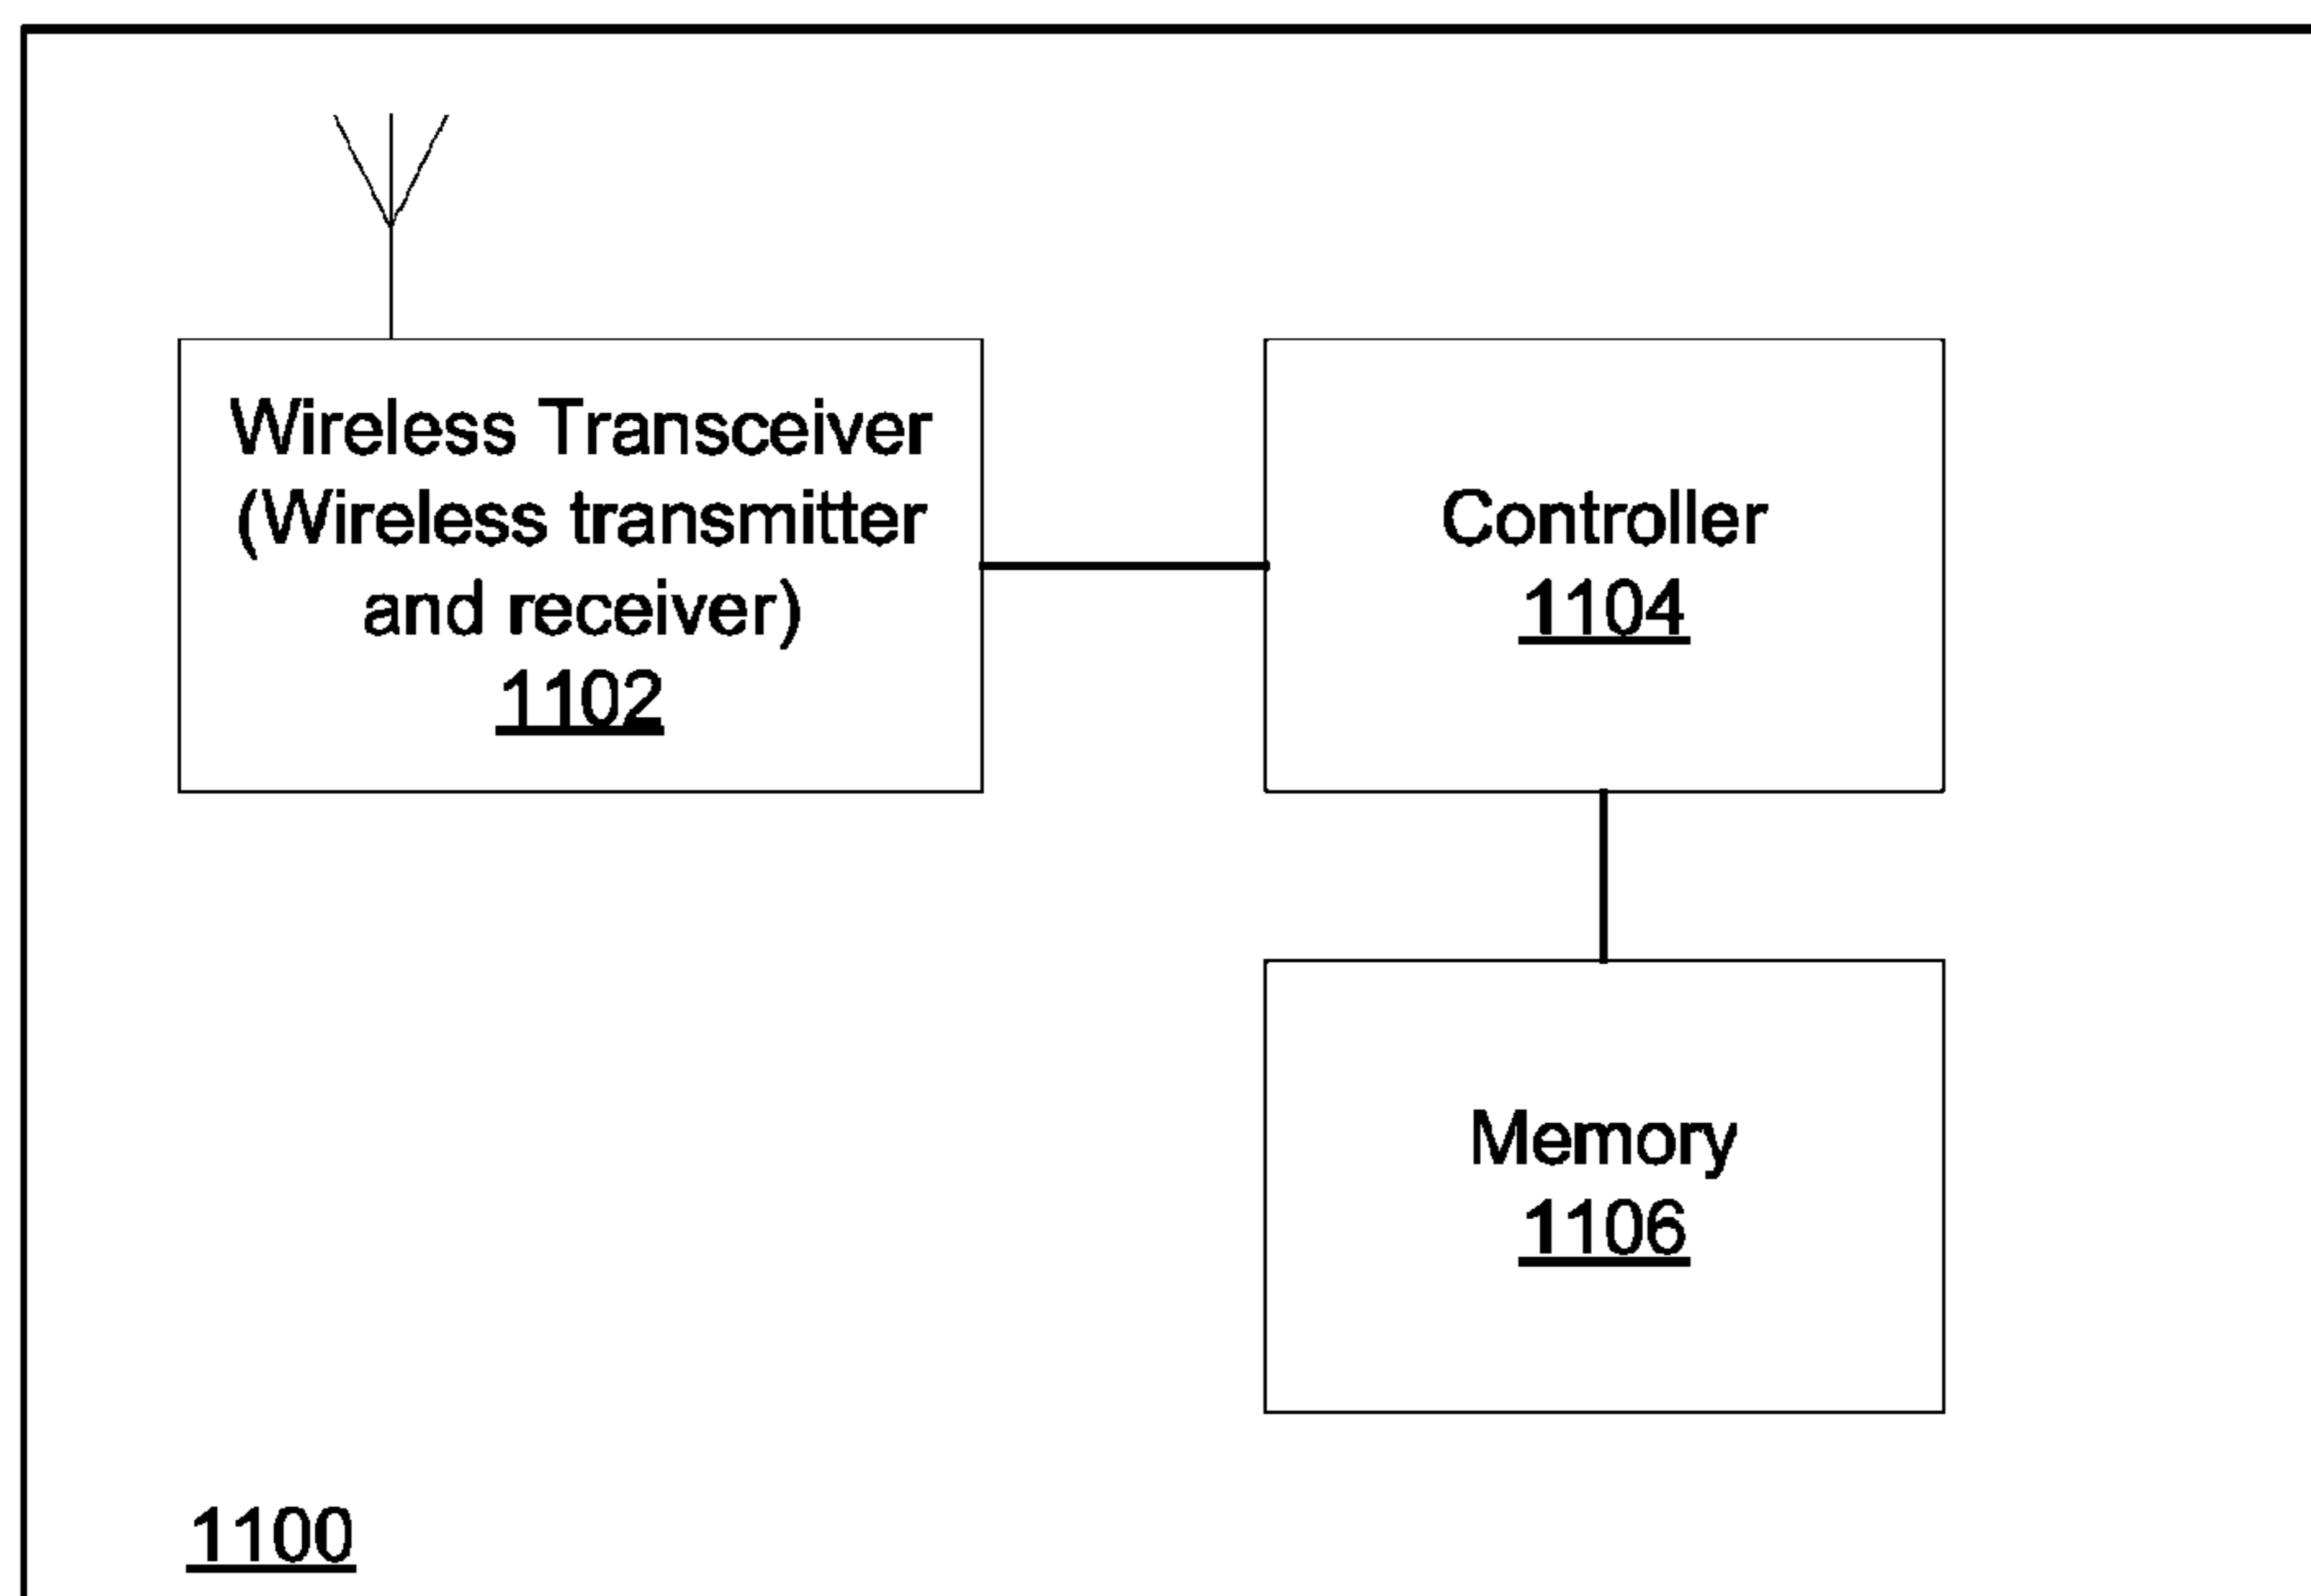 Wireless Transceiver
(Wireless transmitter
and receiver)
1102
Controller
1104
Memory
1106
1100